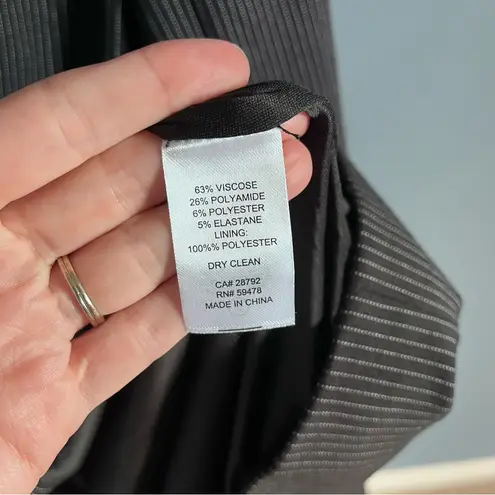 63% VISCOSE
26% POLYAMIDE
6% POLYESTER
5% ELASTANE
LINING:
100%% POLYESTER
DRY CLEAN
CA# 28792
RN# 59478
MADE IN CHINA